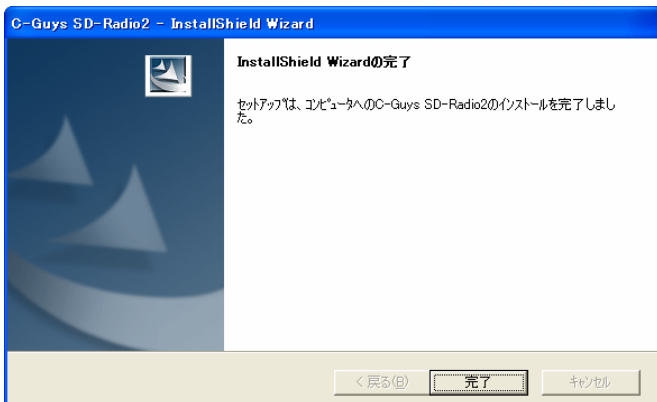 C-Guys SD-Radio2 - InstallShield Wizard
InstallShield Wizardの完了
セットアップは、コンピュータへのC-Guys SD-Radio2のインストールを完了しまし
た。
< 戻る(B)
完了
キャンセル